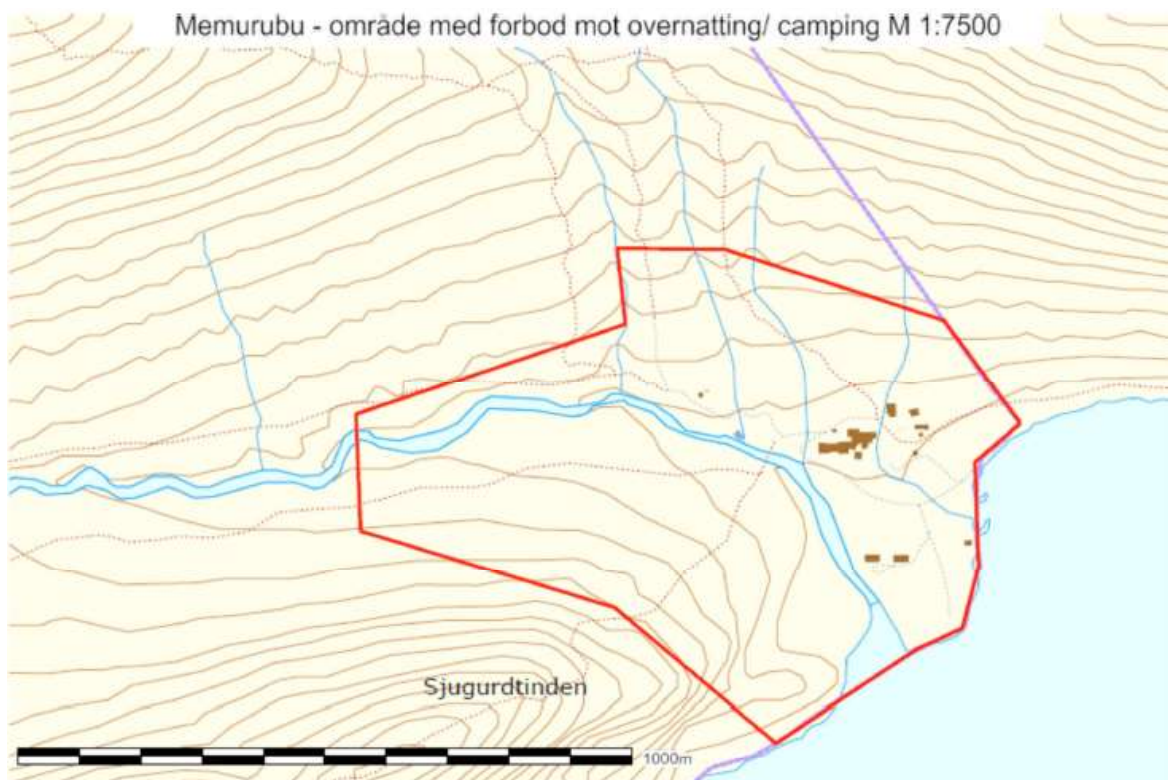 Memurubu - område med forbod mot overnatting/ camping M 1:7500
Sjugurdtinden
1000m